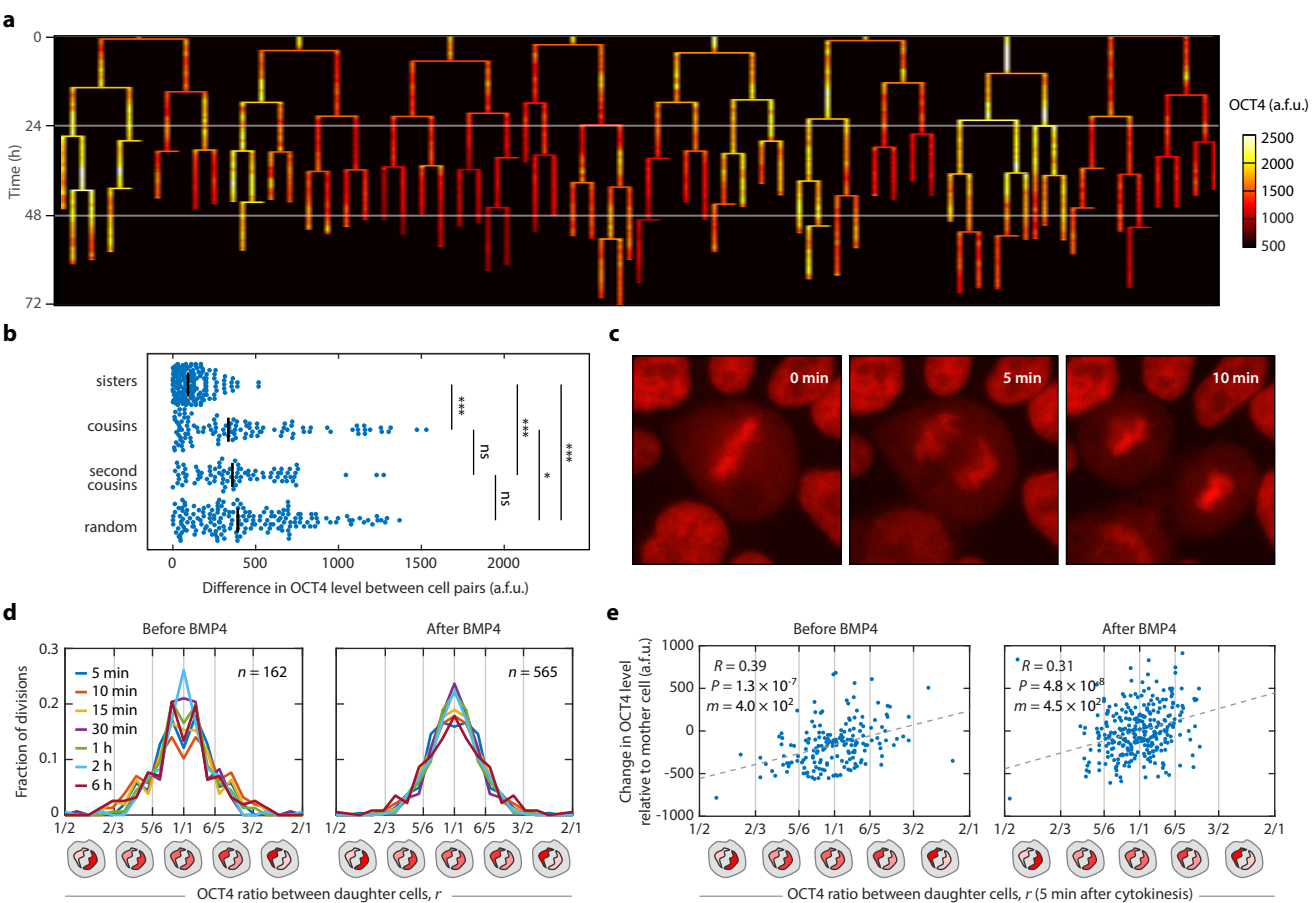 a
0
24
48
72
Time (h)
OCT4 (a.f.u.)
2500
2000
1500
1000
500
b
sisters
cousins
second
cousins
random
***
ns
***
ns
*
***
0
500
1000
1500
2000
Difference in OCT4 level between cell pairs (a.f.u.)
c
0 min
5 min
10 min
d
Before BMP4
After BMP4
Fraction of divisions
0.3
0.2
0.1
0
5 min
10 min
15 min
30 min
1 h
2 h
6 h
n = 162
n = 565
1/2
2/3
5/6
1/1
6/5
3/2
2/1
1/2
2/3
5/6
1/1
6/5
3/2
2/1
OCT4 ratio between daughter cells, r
e
Before BMP4
After BMP4
Change in OCT4 level
relative to mother cell (a.f.u.)
1000
500
0
-500
-1000
R = 0.39
P = 1.3 × 10⁻⁷
m = 4.0 × 10²
R = 0.31
P = 4.8 × 10⁻⁸
m = 4.5 × 10²
1/2
2/3
5/6
1/1
6/5
3/2
2/1
1/2
2/3
5/6
1/1
6/5
3/2
2/1
OCT4 ratio between daughter cells, r (5 min after cytokinesis)